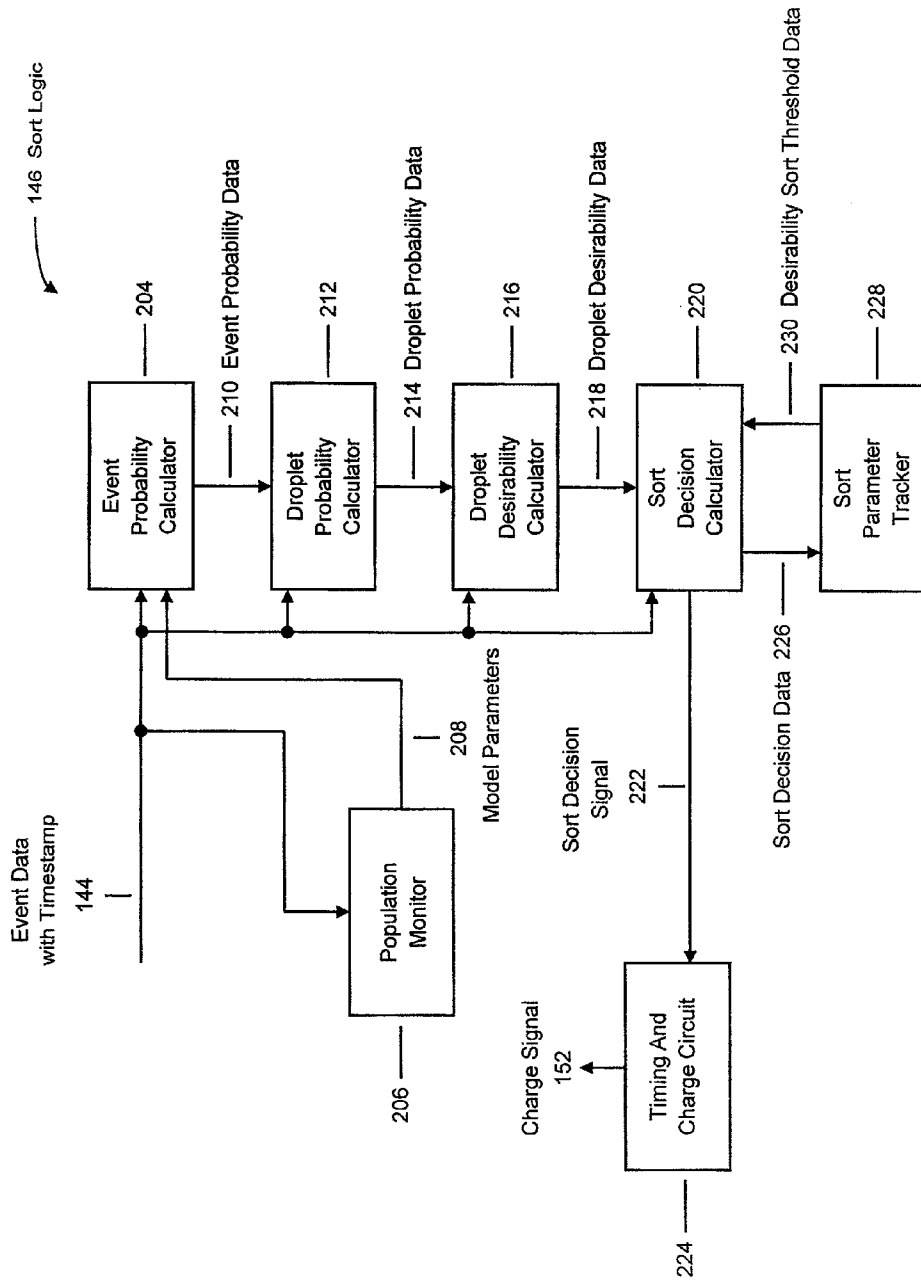 146 Sort Logic
Event Data
with Timestamp
144
Event
Probability
Calculator
204
210 Event Probability Data
Population
Monitor
206
208
Model Parameters
Droplet
Probability
Calculator
212
214 Droplet Probability Data
Droplet
Desirability
Calculator
216
218 Droplet Desirability Data
Sort
Decision
Calculator
220
Sort Decision
Signal
222
Timing And
Charge Circuit
224
Charge Signal
152
Sort Decision Data 226
230 Desirability Sort Threshold Data
Sort
Parameter
Tracker
228